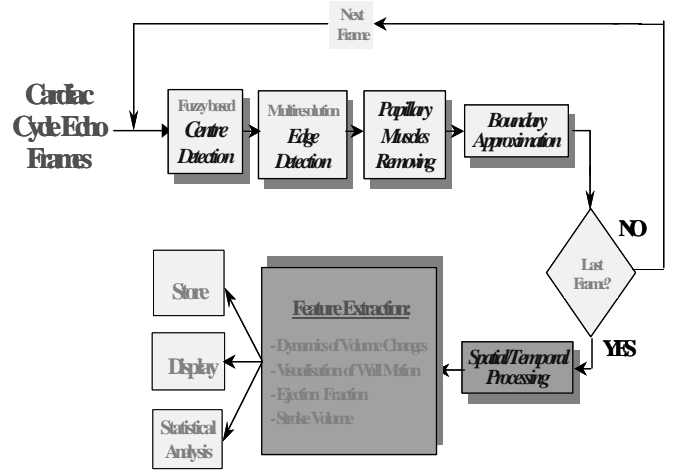 Next
Frame
Cardiac
Cycle Echo
Frames
Fuzzy based
Centre
Detection
Multiresolution
Edge
Detection
Papillary
Muscles
Removing
Boundary
Approximation
NO
Last
Frame?
YES
Spatial/Temporal
Processing
Feature Extraction:
- Dynamics of Volume Changes
- Visualisation of Wall Motion
- Ejection Fraction
- Stroke Volume
Store
Display
Statistical
Analysis